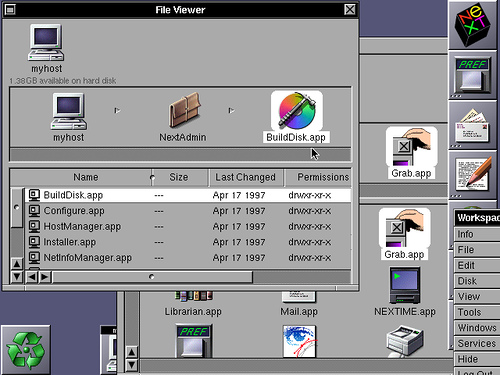 File Viewer
myhost
1.38GB available on hard disk
myhost
NextAdmin
BuildDisk.app
Name
Size
Last Changed
Permissions
BuildDisk.app --- Apr 17 1997 drwxr-xr-x
Configure.app --- Apr 17 1997 drwxr-xr-x
HostManager.app --- Apr 17 1997 drwxr-xr-x
Installer.app --- Apr 17 1997 drwxr-xr-x
NetInfoManager.app --- Apr 17 1997 drwxr-xr-x
Grab.app
Grab.app
Librarian.app
Mail.app
NEXTIME.app
PREF
NeXT
PREF
Workspac
Info
File
Edit
Disk
View
Tools
Windows
Services
Hide
Log Out